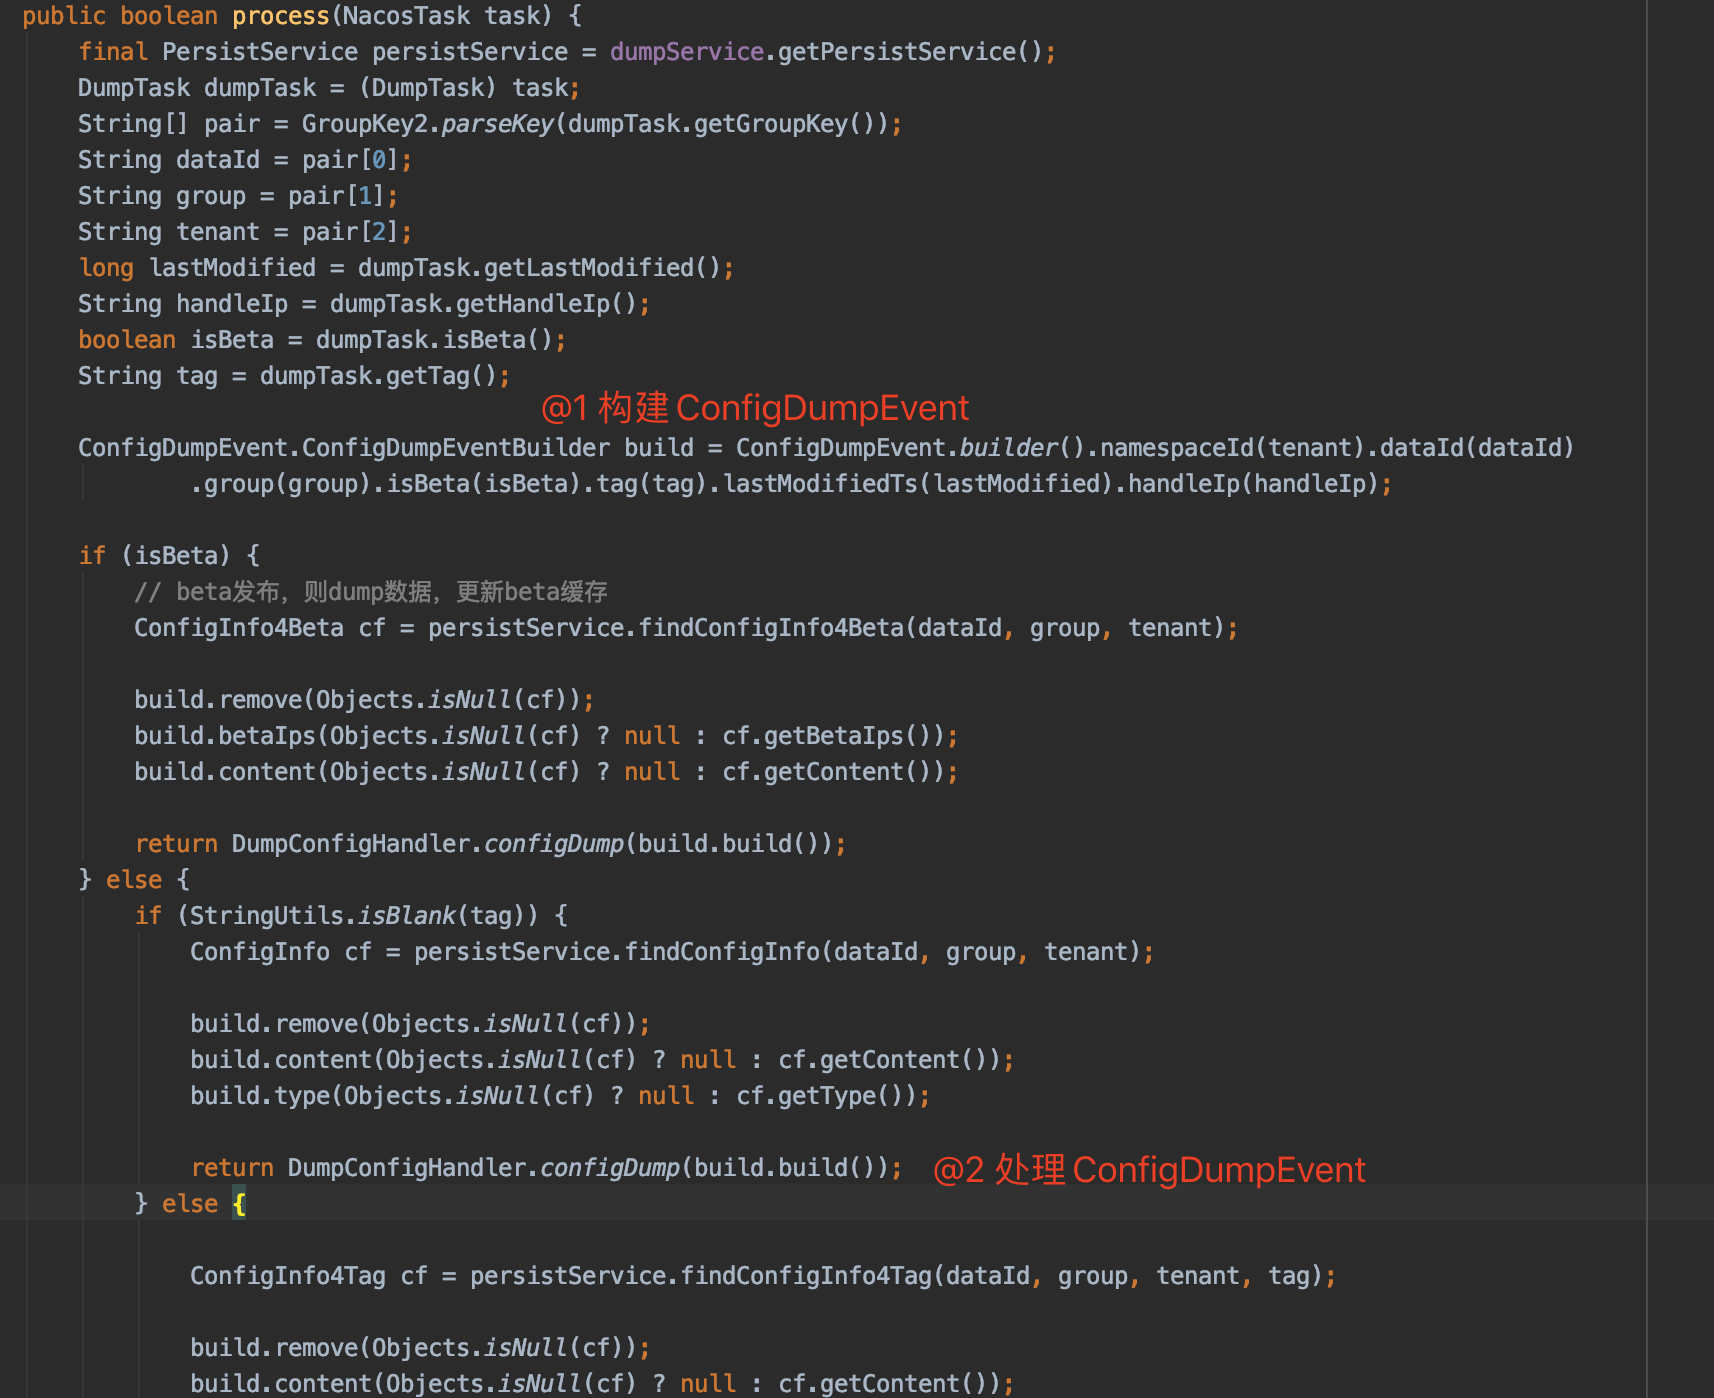 public boolean process(NacosTask task) {
    final PersistService persistService = dumpService.getPersistService();
    DumpTask dumpTask = (DumpTask) task;
    String[] pair = GroupKey2.parseKey(dumpTask.getGroupKey());
    String dataId = pair[0];
    String group = pair[1];
    String tenant = pair[2];
    long lastModified = dumpTask.getLastModified();
    String handleIp = dumpTask.getHandleIp();
    boolean isBeta = dumpTask.isBeta();
    String tag = dumpTask.getTag();
@1 构建 ConfigDumpEvent
    ConfigDumpEvent.ConfigDumpEventBuilder build = ConfigDumpEvent.builder().namespaceId(tenant).dataId(dataId)
            .group(group).isBeta(isBeta).tag(tag).lastModifiedTs(lastModified).handleIp(handleIp);
    if (isBeta) {
        // beta发布，则dump数据，更新beta缓存
        ConfigInfo4Beta cf = persistService.findConfigInfo4Beta(dataId, group, tenant);
        build.remove(Objects.isNull(cf));
        build.betaIps(Objects.isNull(cf) ? null : cf.getBetaIps());
        build.content(Objects.isNull(cf) ? null : cf.getContent());
        return DumpConfigHandler.configDump(build.build());
    } else {
        if (StringUtils.isBlank(tag)) {
            ConfigInfo cf = persistService.findConfigInfo(dataId, group, tenant);
            build.remove(Objects.isNull(cf));
            build.content(Objects.isNull(cf) ? null : cf.getContent());
            build.type(Objects.isNull(cf) ? null : cf.getType());
            return DumpConfigHandler.configDump(build.build()); @2 处理 ConfigDumpEvent
        } else {
            ConfigInfo4Tag cf = persistService.findConfigInfo4Tag(dataId, group, tenant, tag);
            build.remove(Objects.isNull(cf));
            build.content(Objects.isNull(cf) ? null : cf.getContent());